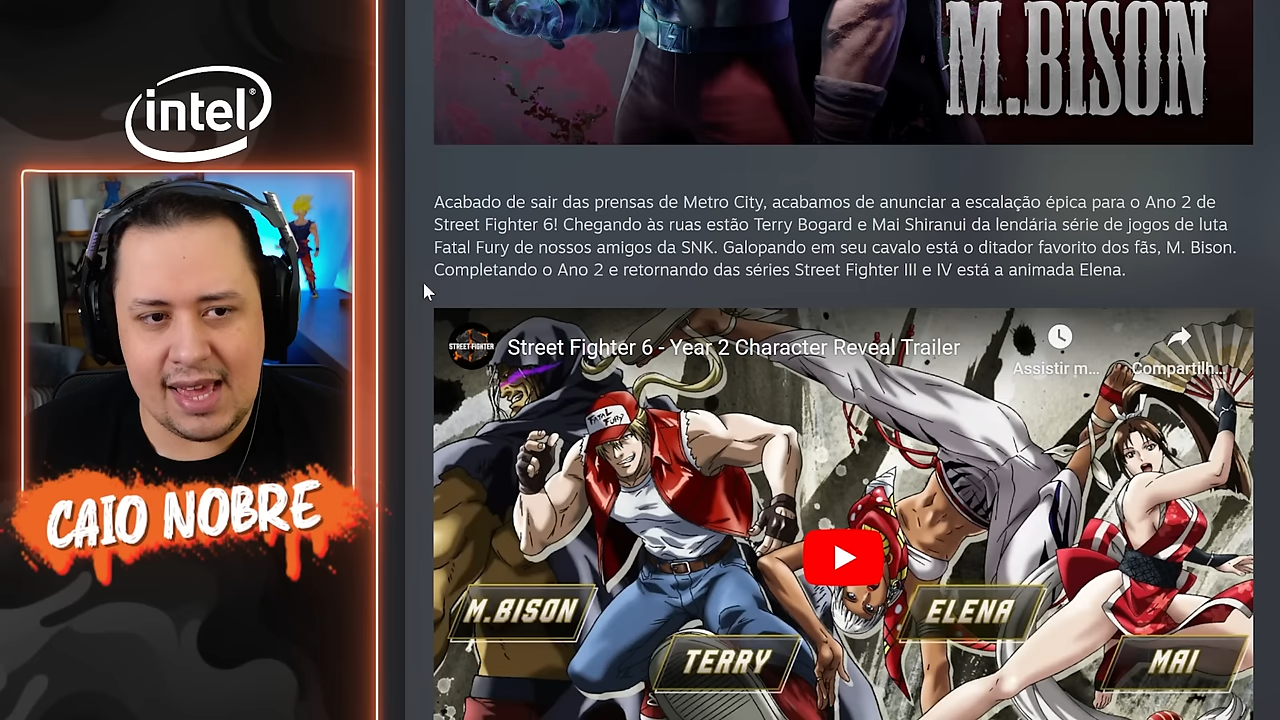 M.BISON
intel®
Acabado de sair das prensas de Metro City, acabamos de anunciar a escalação épica para o Ano 2 de
Street Fighter 6! Chegando às ruas estão Terry Bogard e Mai Shiranui da lendária série de jogos de luta
Fatal Fury de nossos amigos da SNK. Galopando em seu cavalo está o ditador favorito dos fãs, M. Bison.
Completando o Ano 2 e retornando das séries Street Fighter III e IV está a animada Elena.
STREET FIGHTER
Street Fighter 6 - Year 2 Character Reveal Trailer
Assistir m...
Compartilh...
FATAL FURY
CAIO NOBRE
M.BISON
ELENA
TERRY
MAI